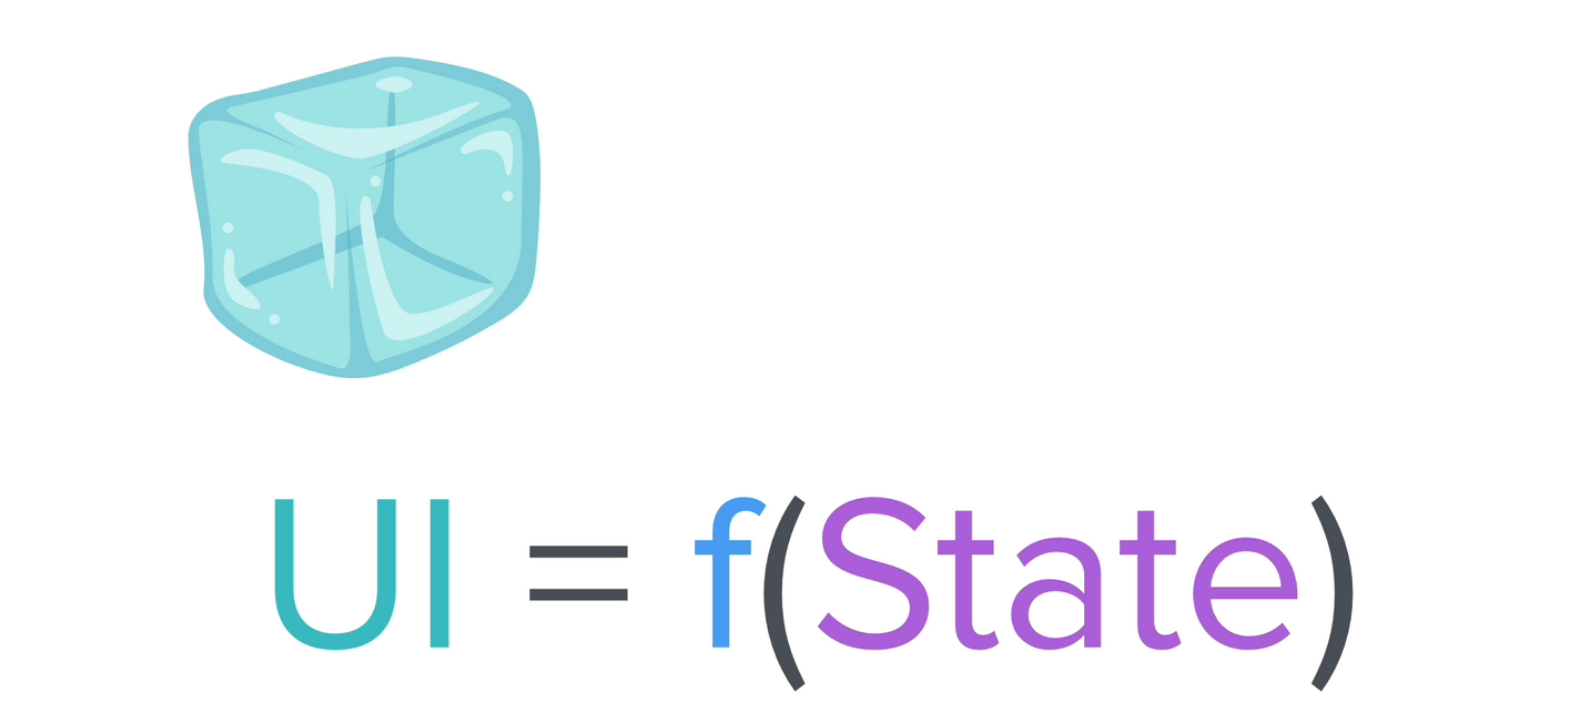 UI = f(State)